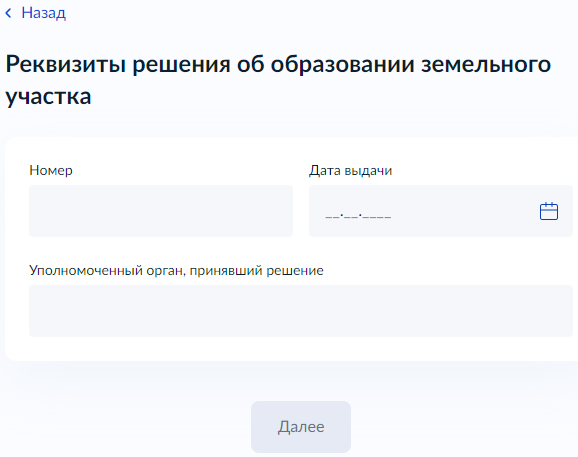 Назад
Реквизиты решения об образовании земельного
участка
Номер
Дата выдачи
__.__.____
Уполномоченный орган, принявший решение
Далее